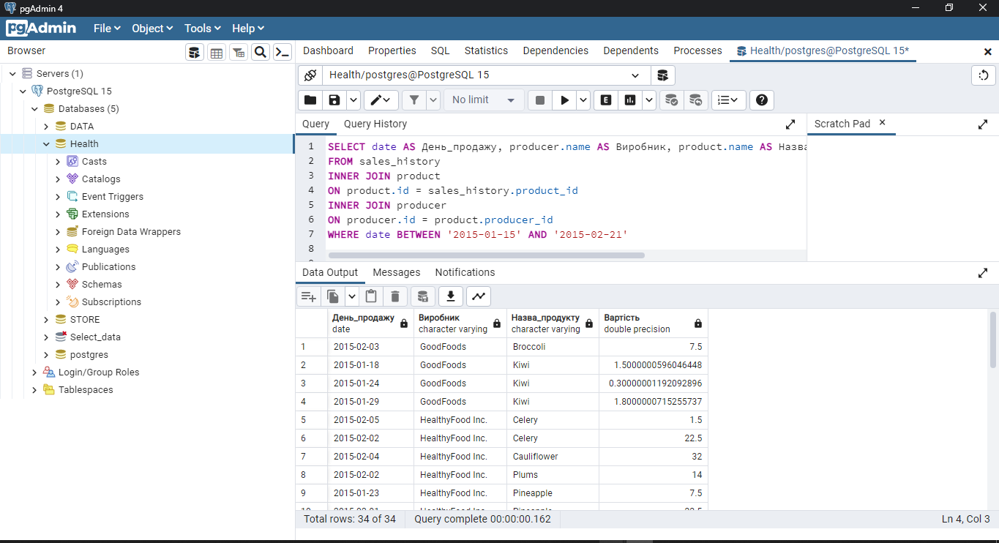 pgAdmin 4
pgAdmin File Object Tools Help
Browser
Servers (1)
PostgreSQL 15
Databases (5)
DATA
Health
Casts
Catalogs
Event Triggers
Extensions
Foreign Data Wrappers
Languages
Publications
Schemas
Subscriptions
STORE
Select_data
postgres
Login/Group Roles
Tablespaces
Dashboard Properties SQL Statistics Dependencies Dependents Processes Health/postgres@PostgreSQL 15*
Health/postgres@PostgreSQL 15
No limit
Query Query History
Scratch Pad
1 SELECT date AS День_продажу, producer.name AS Виробник, product.name AS Назва
2 FROM sales_history
3 INNER JOIN product
4 ON product.id = sales_history.product_id
5 INNER JOIN producer
6 ON producer.id = product.producer_id
7 WHERE date BETWEEN '2015-01-15' AND '2015-02-21'
8
Data Output Messages Notifications
День_продажу Виробник Назва_продукту Вартість
date character varying character varying double precision
1 2015-02-03 GoodFoods Broccoli 7.5
2 2015-01-18 GoodFoods Kiwi 1.5000000596046448
3 2015-01-24 GoodFoods Kiwi 0.30000001192092896
4 2015-01-29 GoodFoods Kiwi 1.8000000715255737
5 2015-02-05 HealthyFood Inc. Celery 1.5
6 2015-02-02 HealthyFood Inc. Celery 22.5
7 2015-02-04 HealthyFood Inc. Cauliflower 32
8 2015-02-02 HealthyFood Inc. Plums 14
9 2015-01-23 HealthyFood Inc. Pineapple 7.5
Total rows: 34 of 34 Query complete 00:00:00.162 Ln 4, Col 3